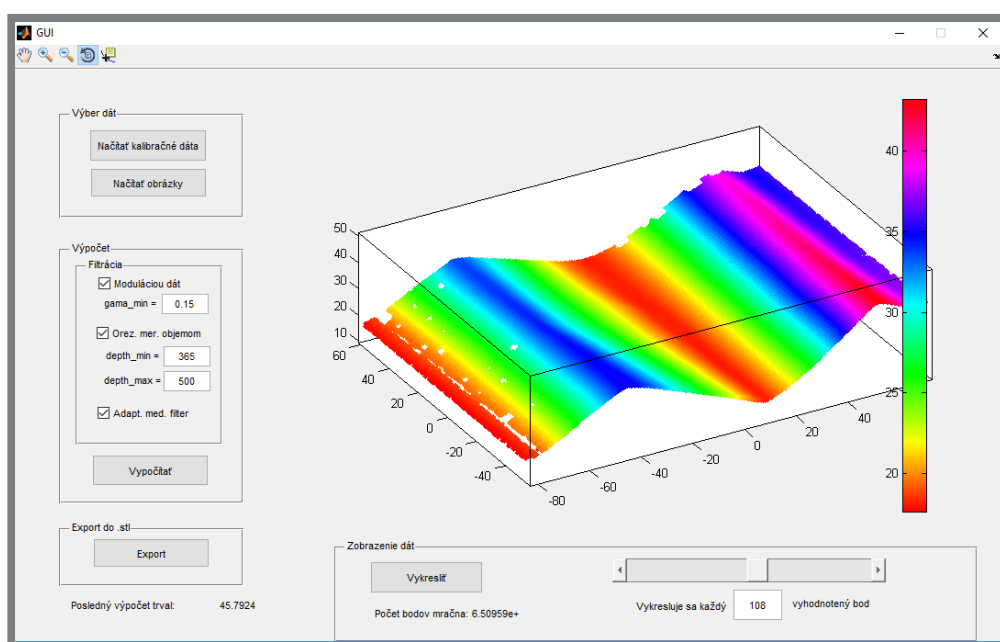 GUI
Výber dát
Načítať kalibračné dáta
Načítať obrázky
Výpočet
Filtrácia
Moduláciou dát
gama_min = 0.15
Orez. mer. objemom
depth_min = 365
depth_max = 500
Adapt. med. filter
Vypočítať
Export do .stl
Export
Posledný výpočet trval: 45.7924
50
40
30
20
10
60
40
20
0
-20
-40
-80
-60
-40
-20
0
20
40
40
35
30
25
20
Zobrazenie dát
Vykresliť
Počet bodov mračna: 6.50959e+
Vykresluje sa každý 108 vyhodnotený bod